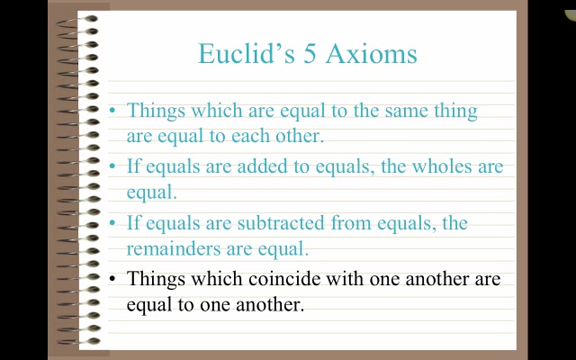 Euclid's 5 Axioms
• Things which are equal to the same thing
are equal to each other.
• If equals are added to equals, the wholes are
equal.
• If equals are subtracted from equals, the
remainders are equal.
• Things which coincide with one another are
equal to one another.